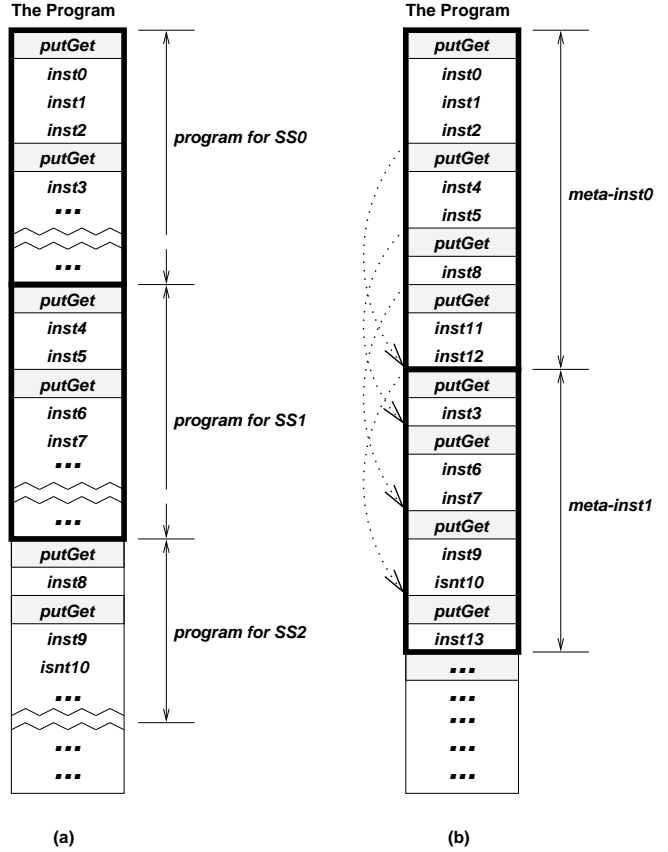 The Program
putGet
inst0
inst1
inst2
putGet
inst3
...
...
putGet
inst4
inst5
putGet
inst6
inst7
...
...
putGet
inst8
putGet
inst9
isnt10
...
...
...
program for SS0
program for SS1
program for SS2
(a)
The Program
putGet
inst0
inst1
inst2
putGet
inst4
inst5
putGet
inst8
putGet
inst11
inst12
putGet
inst3
putGet
inst6
inst7
putGet
inst9
isnt10
putGet
inst13
...
...
...
...
...
meta-inst0
meta-inst1
(b)